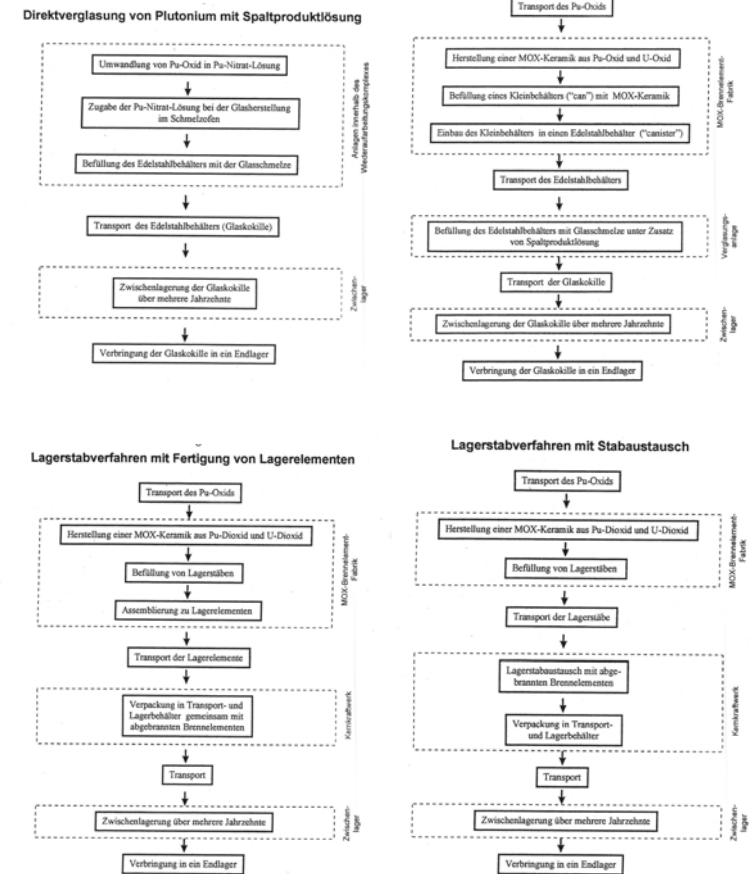 Direktverglasung von Plutonium mit Spaltproduktlösung
Umwandlung von Pu-Oxid in Pu-Nitrat-Lösung
Zugabe der Pu-Nitrat-Lösung bei der Glasherstellung
im Schmelzofen
Befüllung des Edelstahlbehälters mit der Glasschmelze
Anlagen innerhalb des
Wiederaufarbeitungskomplexes
Transport des Edelstahlbehälters (Glaskokille)
Zwischenlagerung der Glaskokille
über mehrere Jahrzehnte
Zwischen-
lager
Verbringung der Glaskokille in ein Endlager
Transport des Pu-Oxids
Herstellung einer MOX-Keramik aus Pu-Oxid und U-Oxid
Befüllung eines Kleinbehälters ("can") mit MOX-Keramik
Einbau des Kleinbehälters in einen Edelstahlbehälter ("canister")
MOX-Brennelement-
Fabrik
Transport des Edelstahlbehälters
Befüllung des Edelstahlbehälters mit Glasschmelze unter Zusatz
von Spaltproduktlösung
Verglasungs-
anlage
Transport der Glaskokille
Zwischenlagerung der Glaskokille über mehrere Jahrzehnte
Zwischen-
lager
Verbringung der Glaskokille in ein Endlager
Lagerstabverfahren mit Fertigung von Lagerelementen
Transport des Pu-Oxids
Herstellung einer MOX-Keramik aus Pu-Dioxid und U-Dioxid
Befüllung von Lagerstäben
Assemblierung zu Lagerelementen
MOX-Brennelement-
Fabrik
Transport der Lagerelemente
Verpackung in Transport- und
Lagerbehälter gemeinsam mit
abgebrannten Brennelementen
Kernkraftwerk
Transport
Zwischenlagerung über mehrere Jahrzehnte
Zwischen-
lager
Verbringung in ein Endlager
Lagerstabverfahren mit Stabaustausch
Transport des Pu-Oxids
Herstellung einer MOX-Keramik aus Pu-Dioxid und U-Dioxid
Befüllung von Lagerstäben
MOX-Brennelement-
Fabrik
Transport der Lagerstäbe
Lagerstabaustausch mit abge-
brannten Brennelementen
Verpackung in Transport-
und Lagerbehälter
Kernkraftwerk
Transport
Zwischenlagerung über mehrere Jahrzehnte
Zwischen-
lager
Verbringung in ein Endlager